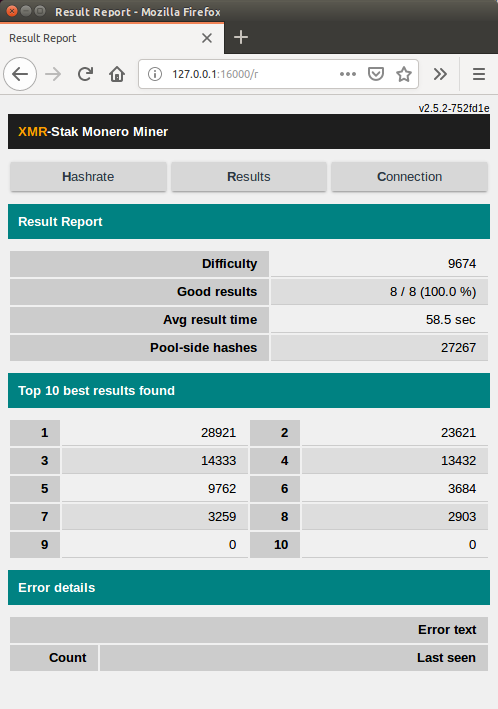 Result Report - Mozilla Firefox
Result Report
127.0.0.1:16000/r
v2.5.2-752fd1e
XMR-Stak Monero Miner
Hashrate Results Connection
Result Report
Difficulty 9674
Good results 8 / 8 (100.0 %)
Avg result time 58.5 sec
Pool-side hashes 27267
Top 10 best results found
1 28921 2 23621
3 14333 4 13432
5 9762 6 3684
7 3259 8 2903
9 0 10 0
Error details
Error text
Count Last seen